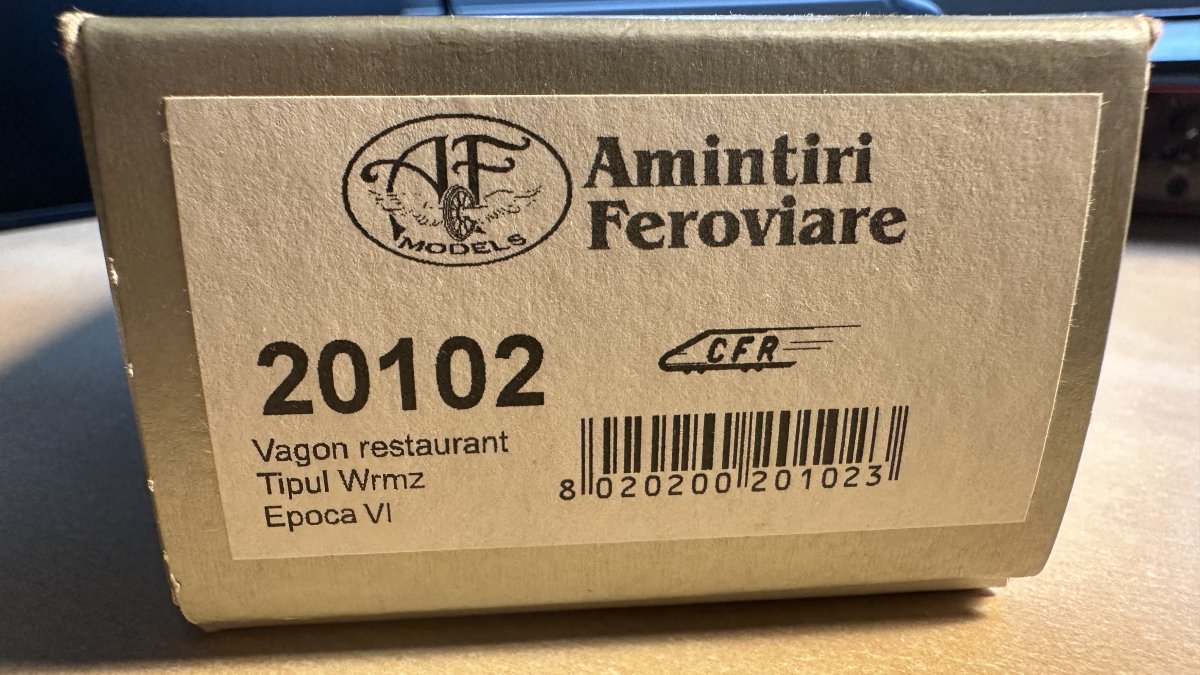 AF
MODELS
Amintiri
Feroviare
20102
CFR
Vagon restaurant
Tipul Wrmz
Epoca VI
8 020200 201023